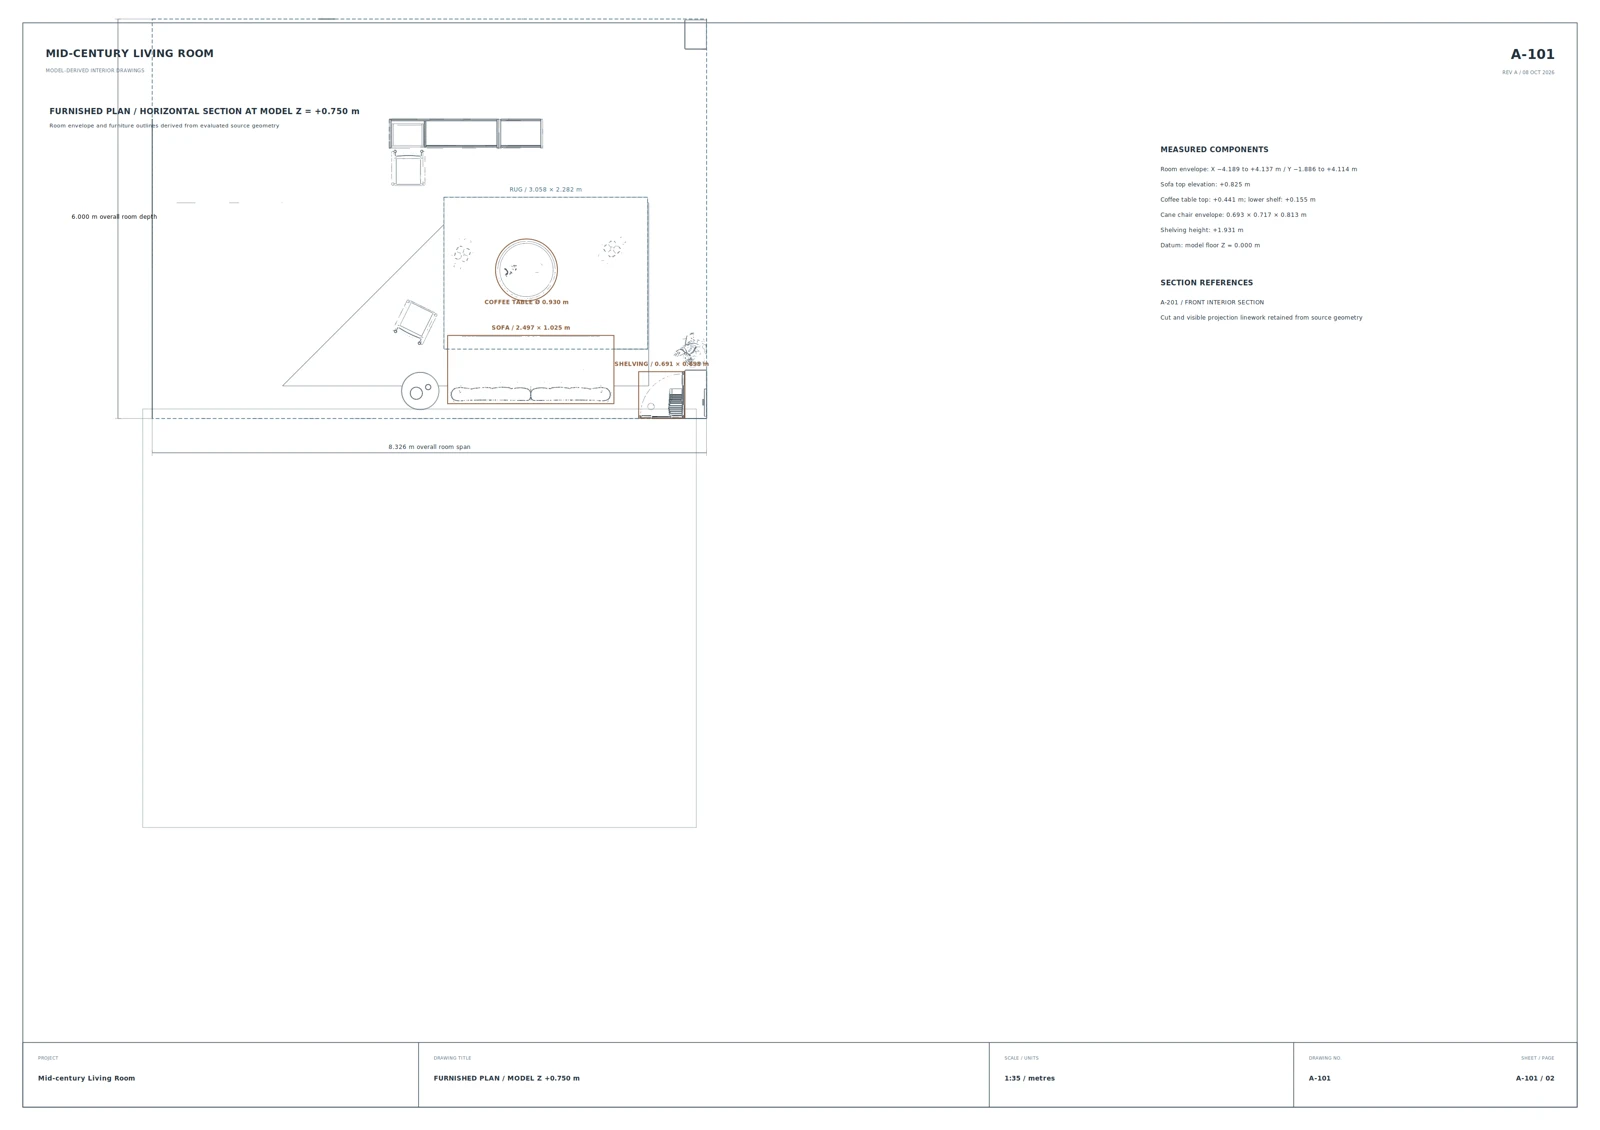 MID-CENTURY LIVING ROOM
MODEL-DERIVED INTERIOR DRAWINGS
A-101
REV A / 08 OCT 2026
FURNISHED PLAN / HORIZONTAL SECTION AT MODEL Z = +0.750 m
Room envelope and furniture outlines derived from evaluated source geometry
RUG / 3.058 × 2.282 m
6.000 m overall room depth
COFFEE TABLE Ø 0.930 m
SOFA / 2.497 × 1.025 m
SHELVING / 0.691 × 0.698 m
8.326 m overall room span
MEASURED COMPONENTS
Room envelope: X −4.189 to +4.137 m / Y −1.886 to +4.114 m
Sofa top elevation: +0.825 m
Coffee table top: +0.441 m; lower shelf: +0.155 m
Cane chair envelope: 0.693 × 0.717 × 0.813 m
Shelving height: +1.931 m
Datum: model floor Z = 0.000 m
SECTION REFERENCES
A-201 / FRONT INTERIOR SECTION
Cut and visible projection linework retained from source geometry
PROJECT
Mid-century Living Room
DRAWING TITLE
FURNISHED PLAN / MODEL Z +0.750 m
SCALE / UNITS
1:35 / metres
DRAWING NO.
A-101
SHEET / PAGE
A-101 / 02